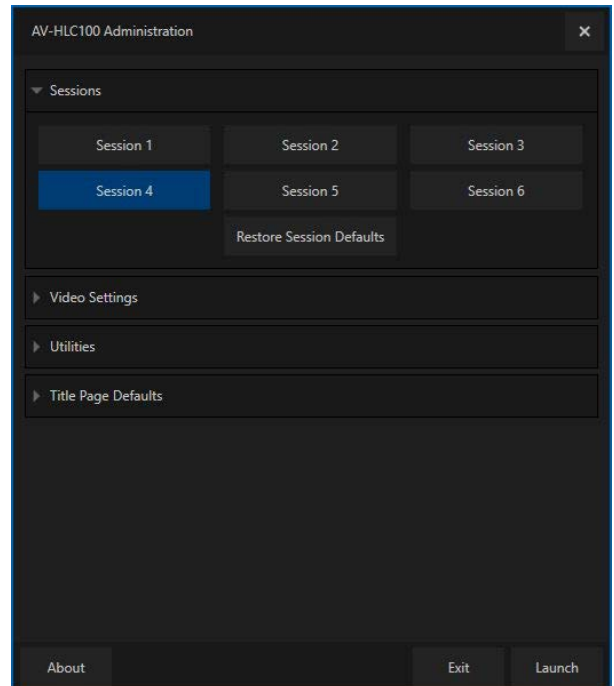 AV-HLC100 Administration
Sessions
Session 1 Session 2 Session 3
Session 4 Session 5 Session 6
Restore Session Defaults
Video Settings
Utilities
Title Page Defaults
About Exit Launch